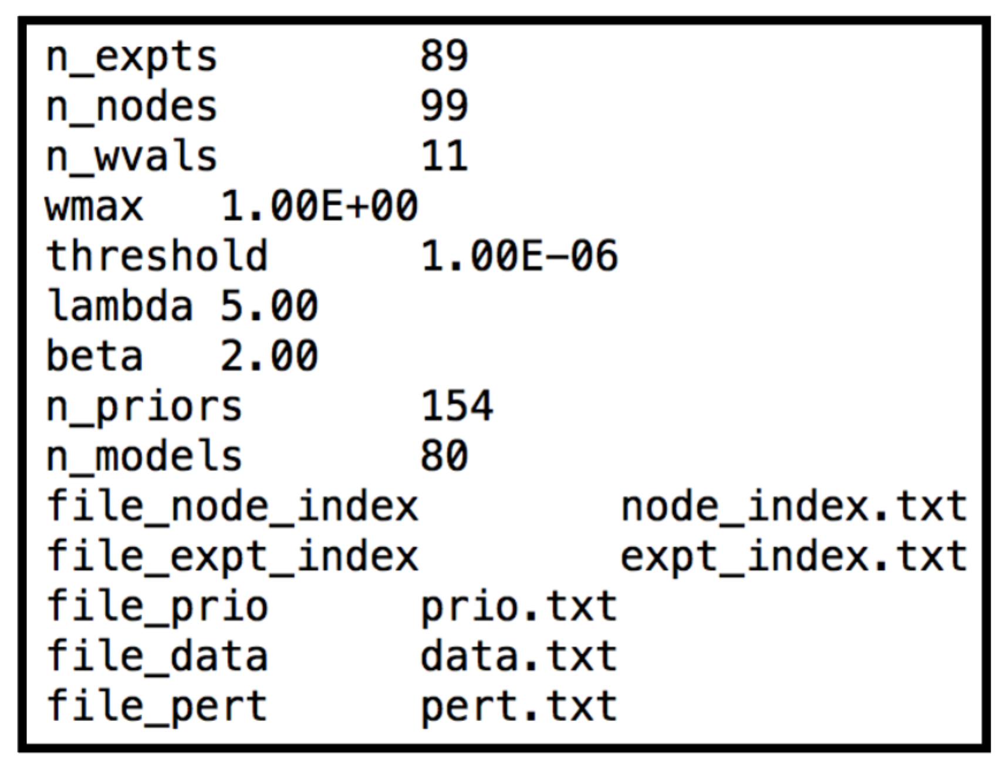 n_expts 89
n_nodes 99
n_wvals 11
wmax 1.00E+00
threshold 1.00E-06
lambda 5.00
beta 2.00
n_priors 154
n_models 80
file_node_index node_index.txt
file_expt_index expt_index.txt
file_prio prio.txt
file_data data.txt
file_pert pert.txt